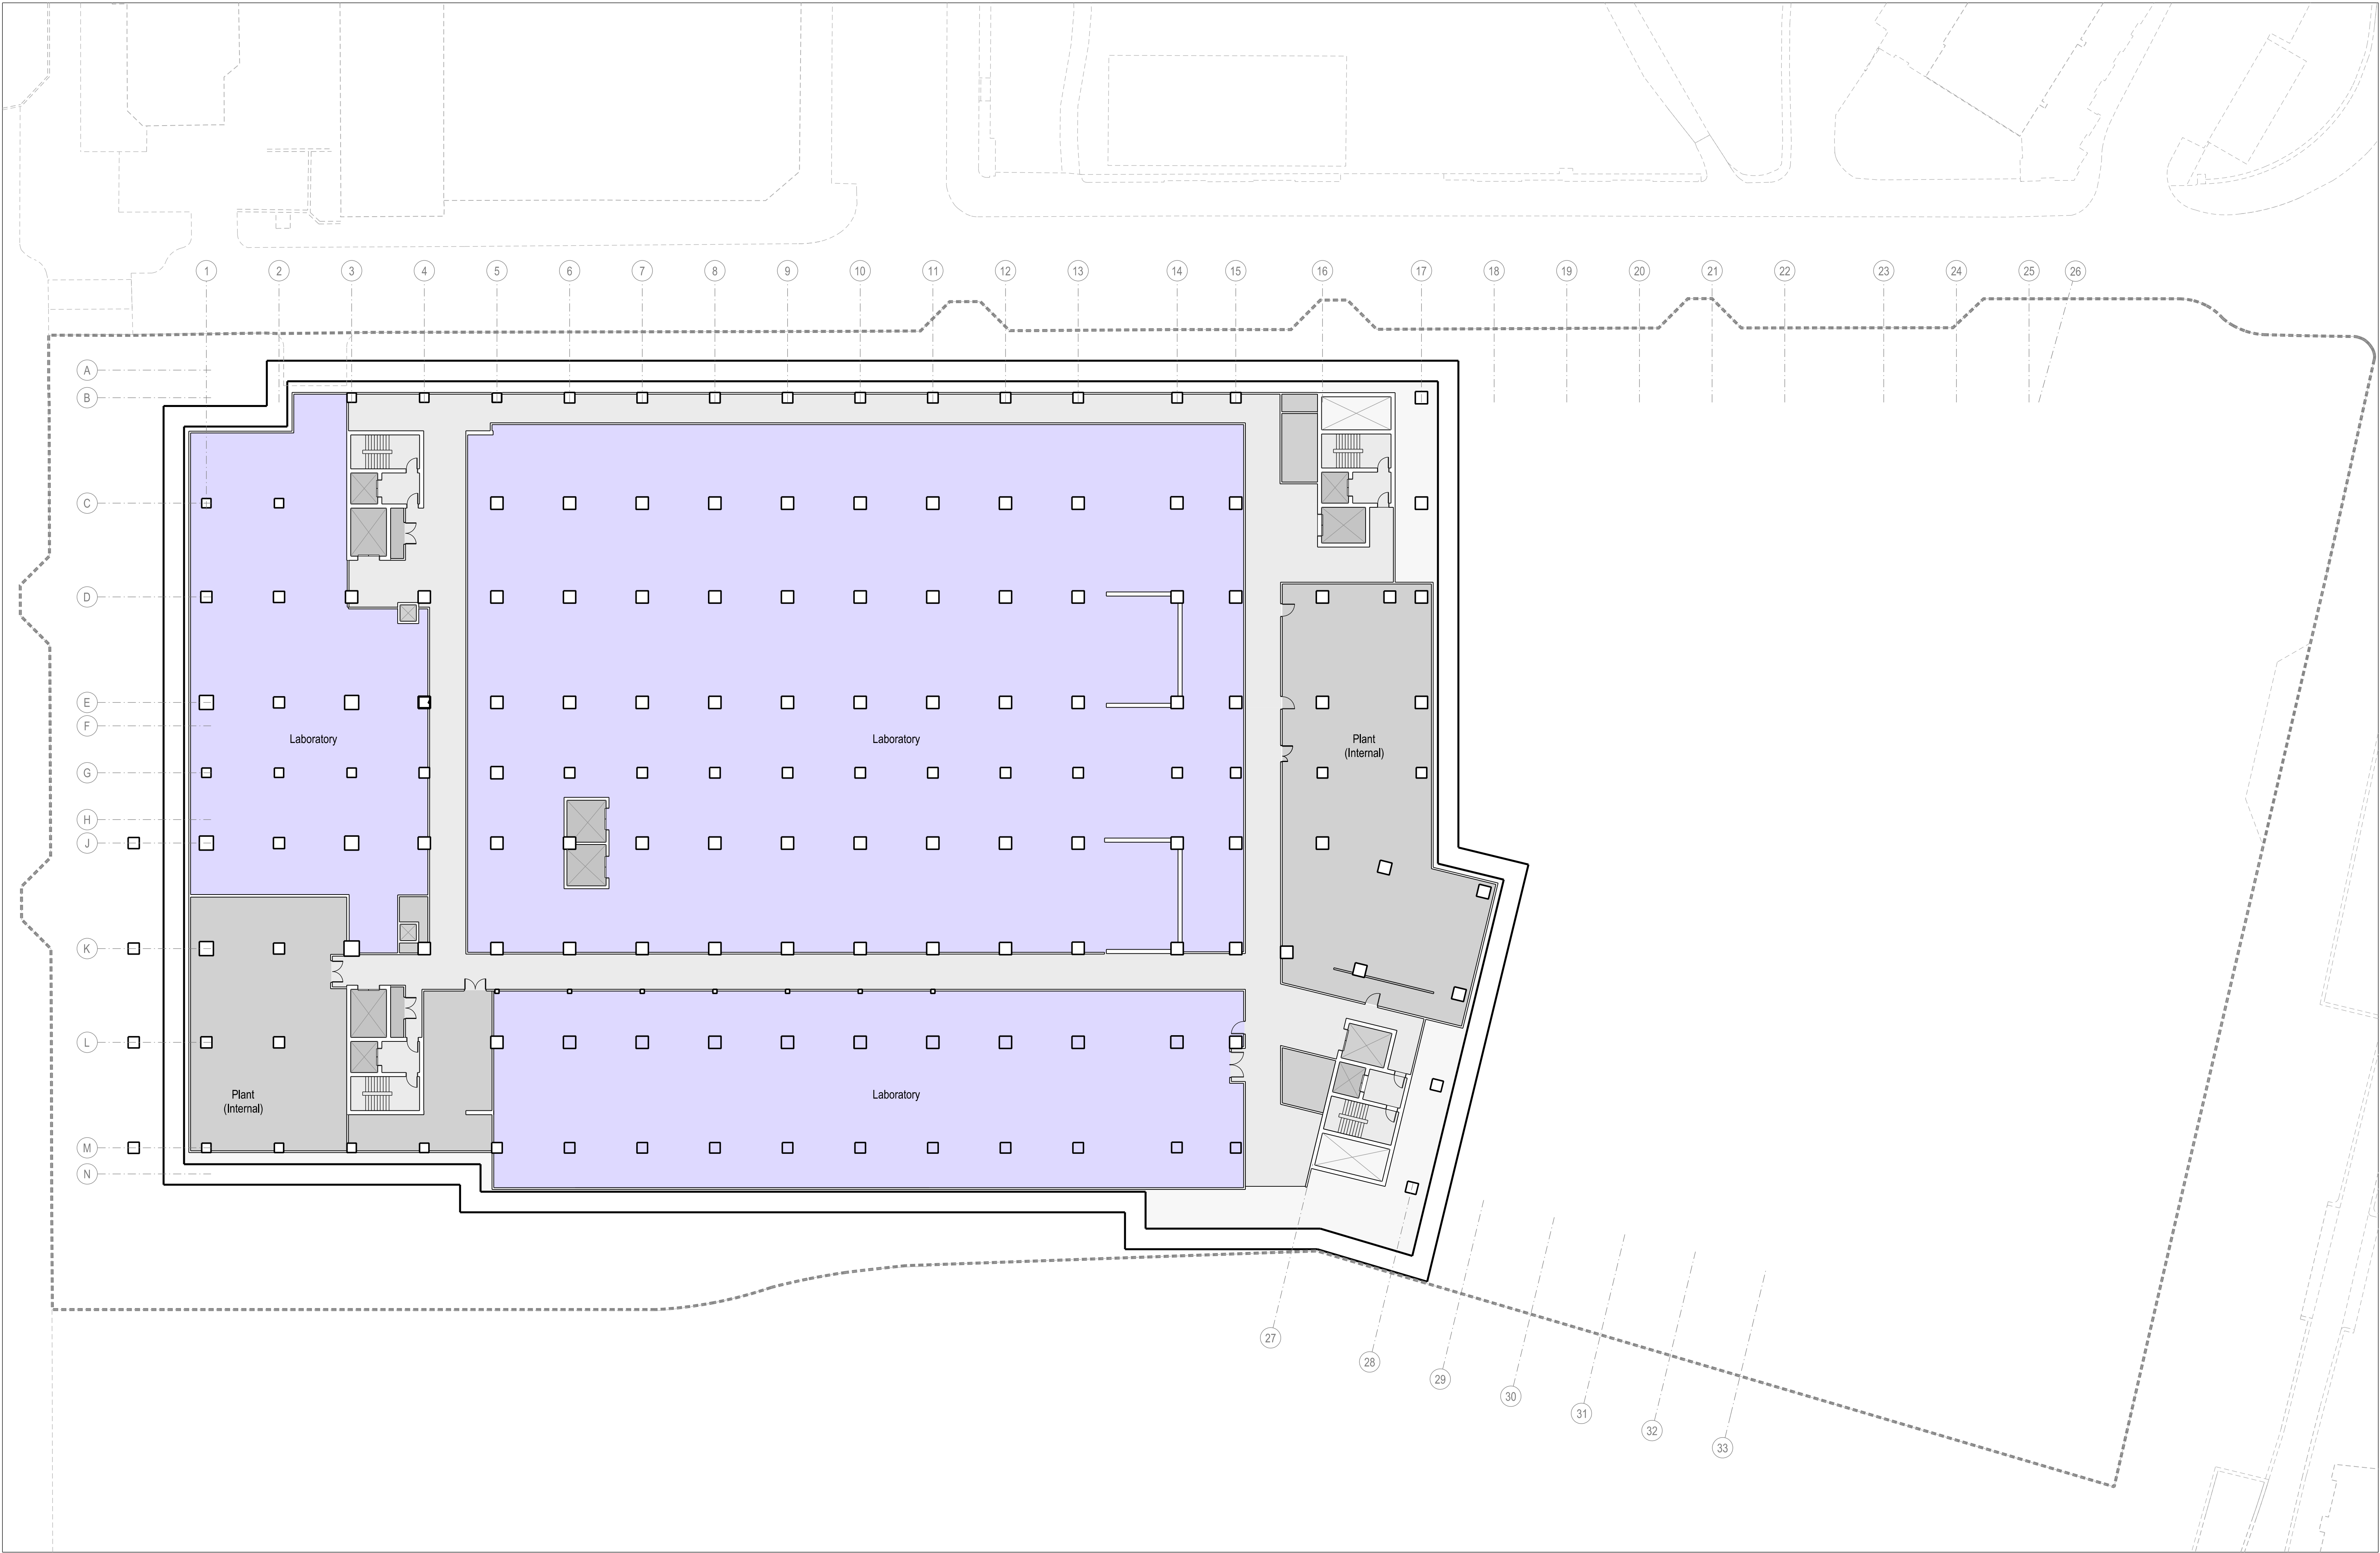 1 2 3 4 5 6 7 8 9 10 11 12 13 14 15 16 17 18 19 20 21 22 23 24 25 26
A
B
C
D
E
F
Laboratory Laboratory Plant
(Internal)
G
H
J
K
L
Plant
(Internal)
Laboratory
M
N
27
28
29
30
31
32
33